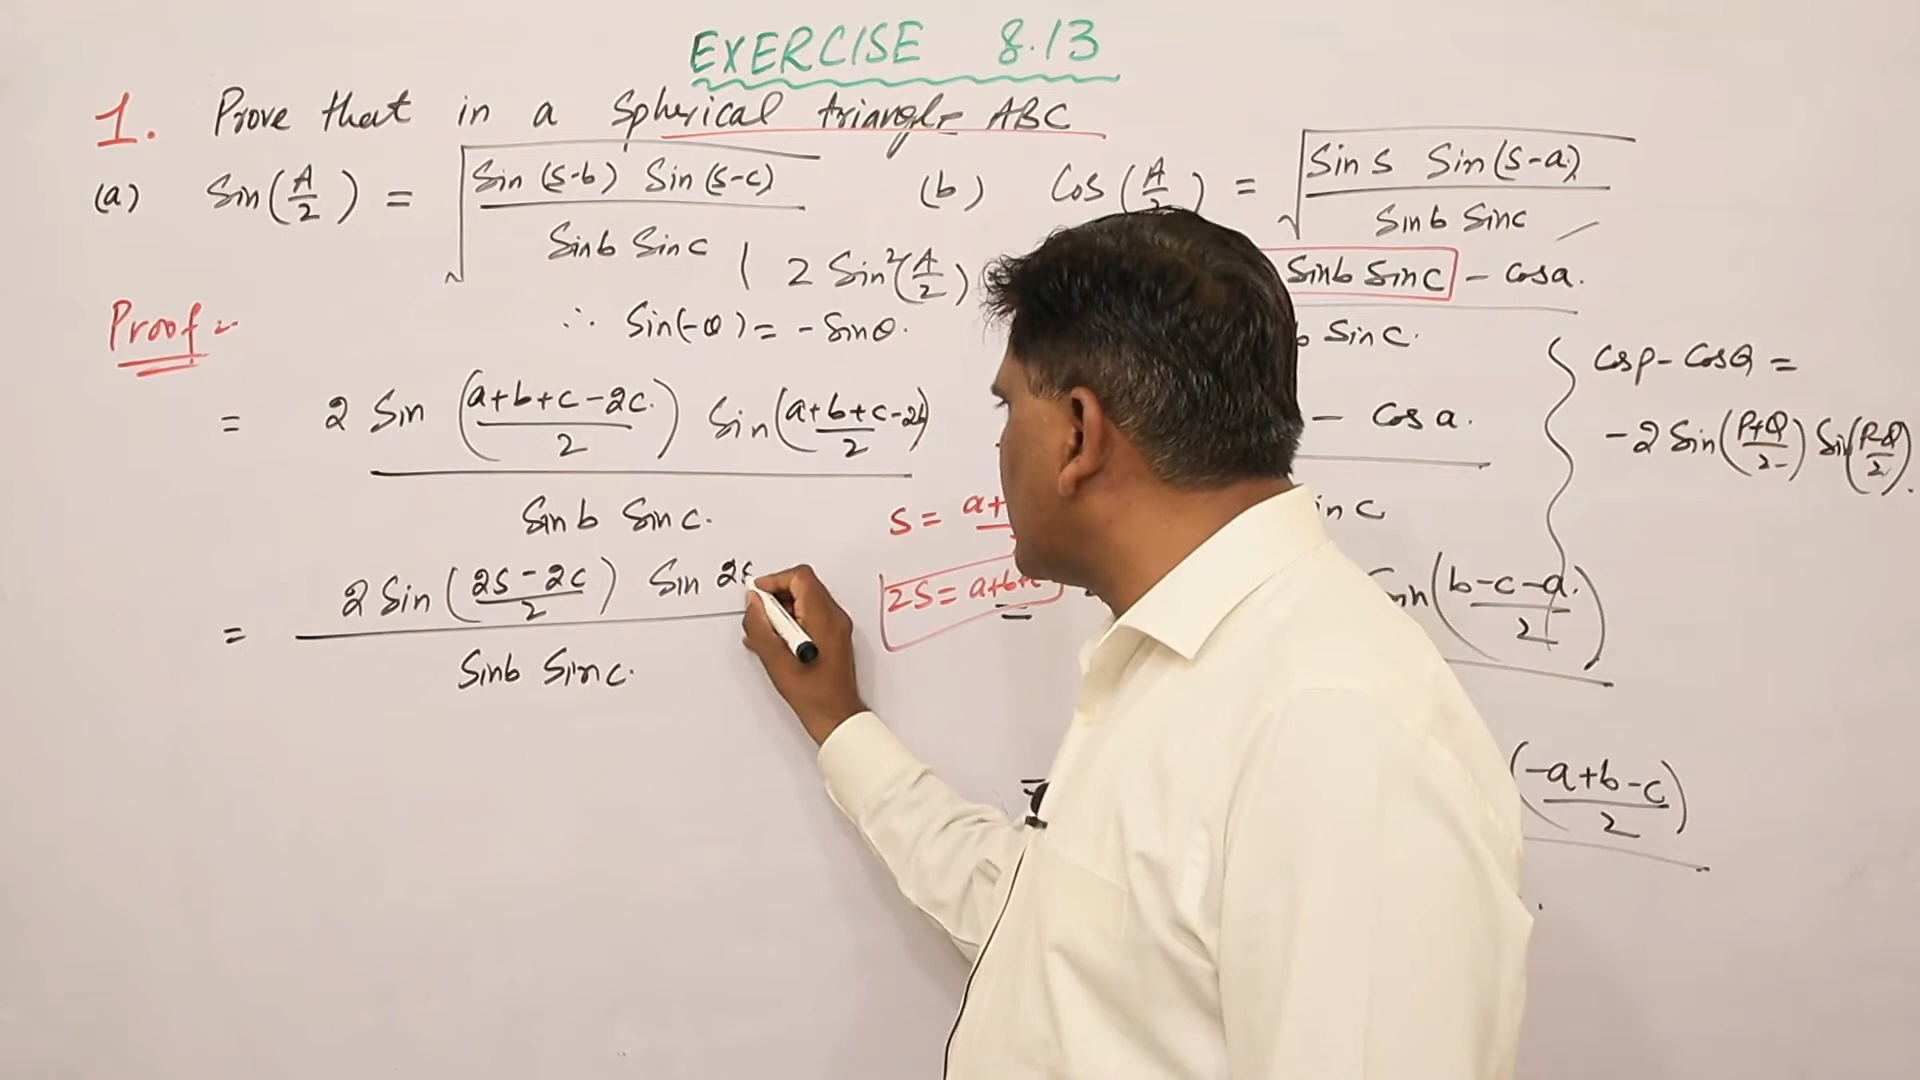 EXERCISE 8.13
1. Prove that in a Spherical triangle ABC
(a) Sin(A/2) = √(Sin(s-b) Sin(s-c) / Sinb Sinc) (b) Cos(A/2) = √(Sin s Sin(s-a) / Sinb Sinc)
2 Sin²(A/2) Sinb Sinc - Cosa.
Proof :- ∴ Sin(-θ) = - Sinθ. Sinc.
= 2 Sin((a+b+c-2c)/2) Sin((a+b+c-2b)/2) / Sinb Sinc. - Cosa.
CosP - CosQ =
-2 Sin((P+Q)/2) Sin((P-Q)/2).
S = a+
2S = a+b+c
= 2 Sin((2S-2c)/2) Sin 2s / Sinb Sinc.
(b-c-a)/2
(-a+b-c)/2